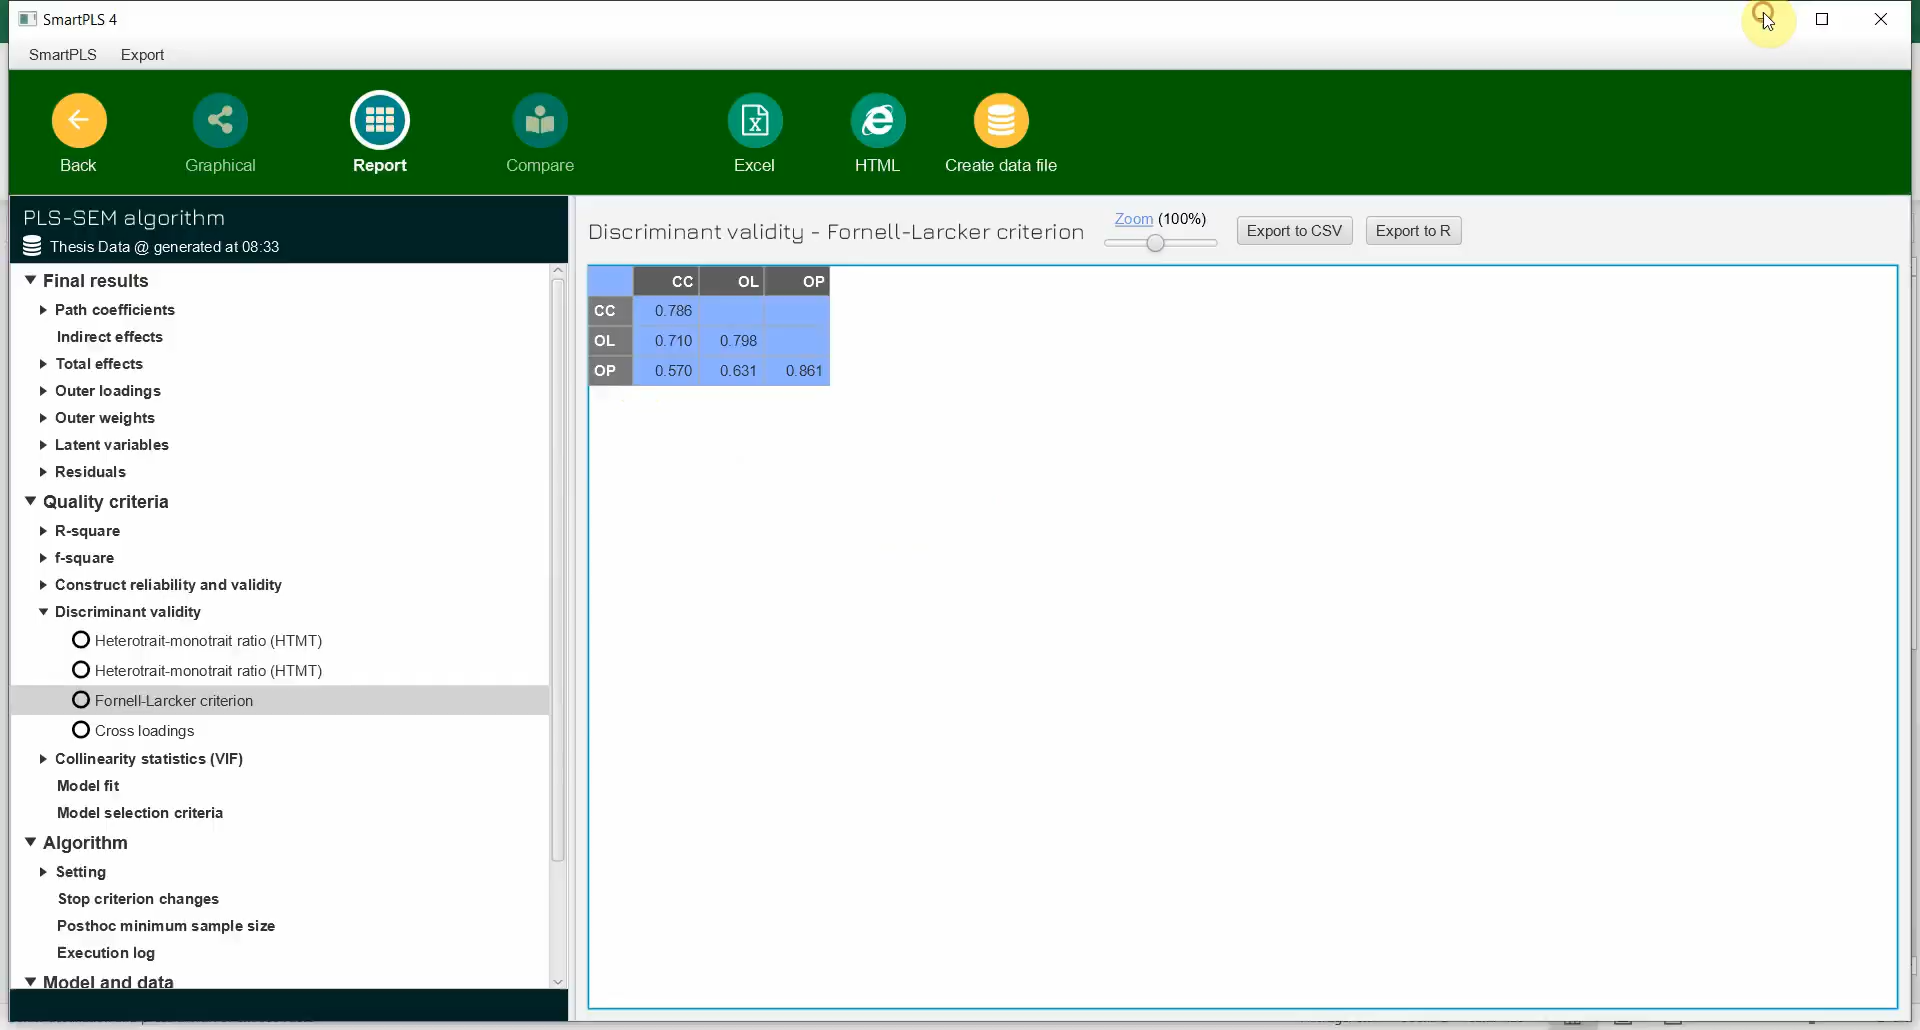 SmartPLS 4
SmartPLS Export
Back Graphical Report Compare Excel HTML Create data file
PLS-SEM algorithm
Thesis Data @ generated at 08:33
Final results
Path coefficients
Indirect effects
Total effects
Outer loadings
Outer weights
Latent variables
Residuals
Quality criteria
R-square
f-square
Construct reliability and validity
Discriminant validity
Heterotrait-monotrait ratio (HTMT)
Heterotrait-monotrait ratio (HTMT)
Fornell-Larcker criterion
Cross loadings
Collinearity statistics (VIF)
Model fit
Model selection criteria
Algorithm
Setting
Stop criterion changes
Posthoc minimum sample size
Execution log
Model and data
Discriminant validity - Fornell-Larcker criterion
Zoom (100%)
Export to CSV Export to R
CC OL OP
CC 0.786
OL 0.710 0.798
OP 0.570 0.631 0.861